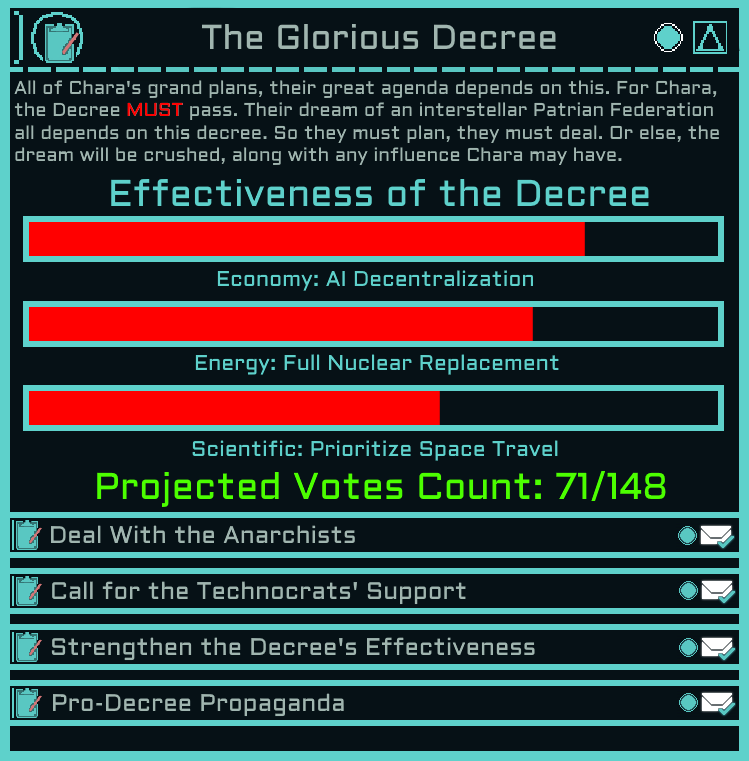 The Glorious Decree
All of Chara's grand plans, their great agenda depends on this. For Chara,
the Decree MUST pass. Their dream of an interstellar Patrian Federation
all depends on this decree. So they must plan, they must deal. Or else, the
dream will be crushed, along with any influence Chara may have.
Effectiveness of the Decree
Economy: AI Decentralization
Energy: Full Nuclear Replacement
Scientific: Prioritize Space Travel
Projected Votes Count: 71/148
Deal With the Anarchists
Call for the Technocrats' Support
Strengthen the Decree's Effectiveness
Pro-Decree Propaganda